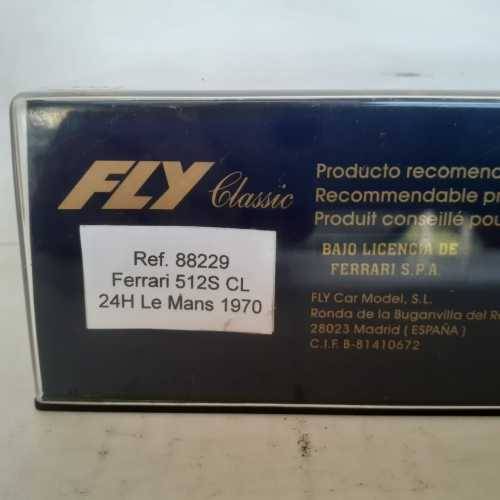 FLY Classic
Ref. 88229
Ferrari 512S CL
24H Le Mans 1970
Producto recomend
Recommendable pr
Produit conseillé pou
BAJO LICENCIA DE
FERRARI S.P.A.
FLY Car Model, S.L.
Ronda de la Buganvilla del R
28023 Madrid ( ESPAÑA )
C.I.F. B-81410672